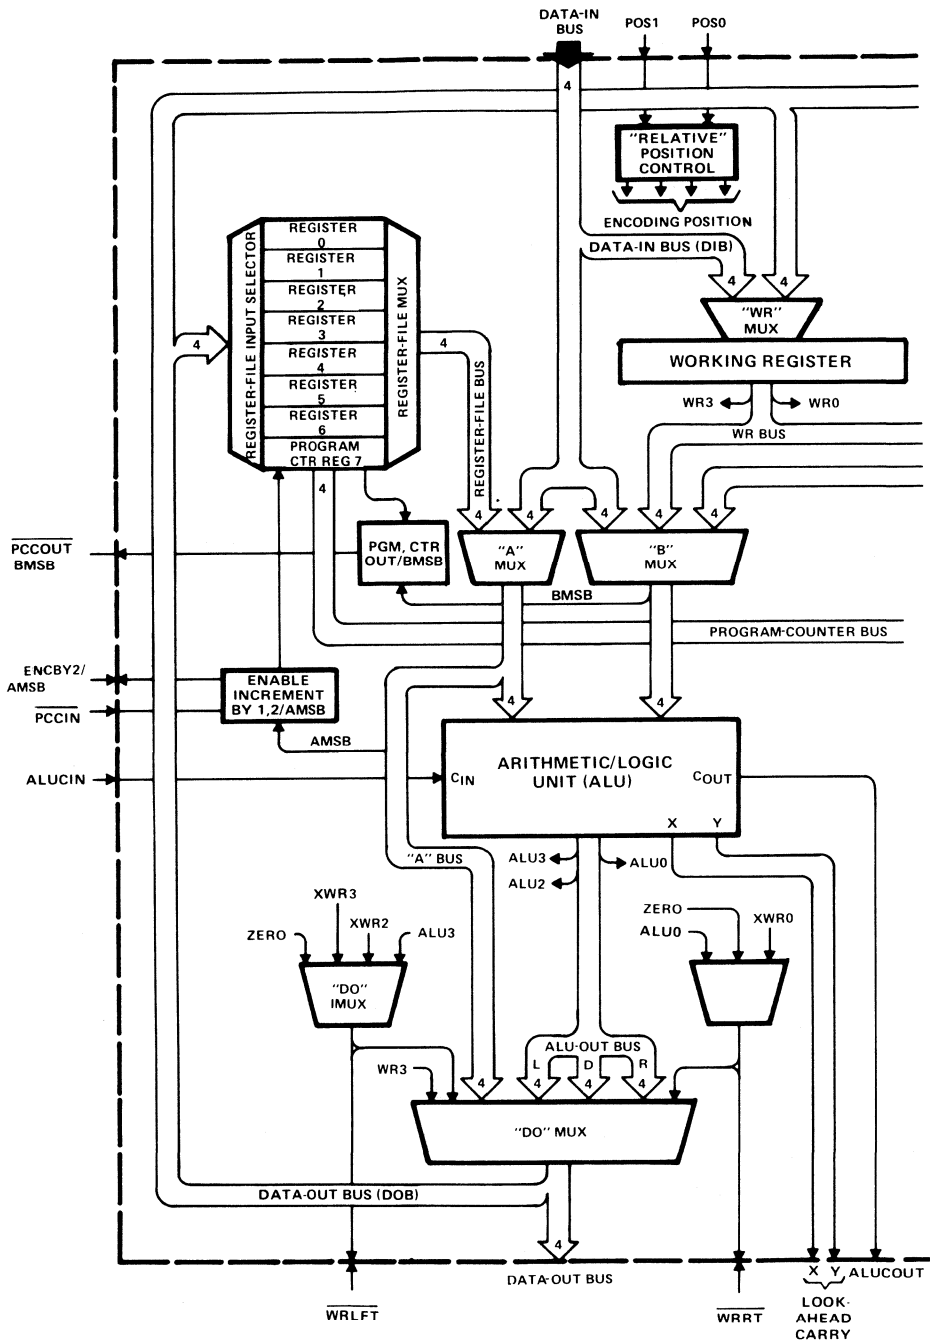 DATA-IN
BUS
POS1
POS0
4
"RELATIVE"
POSITION
CONTROL
ENCODING POSITION
DATA-IN BUS (DIB)
4
4
"WR"
MUX
WORKING REGISTER
WR3
WR0
WR BUS
REGISTER-FILE INPUT SELECTOR
REGISTER
0
REGISTER
1
REGISTER
2
REGISTER
3
REGISTER
4
REGISTER
5
REGISTER
6
PROGRAM
CTR REG 7
REGISTER-FILE MUX
4
4
REGISTER-FILE BUS
4
4
4
4
4
4
PCCOUT
BMSB
PGM, CTR
OUT/BMSB
"A"
MUX
"B"
MUX
BMSB
PROGRAM-COUNTER BUS
ENCBY2/
AMSB
PCCIN
ENABLE
INCREMENT
BY 1,2/AMSB
4
4
AMSB
ALUCIN
CIN
ARITHMETIC/LOGIC
UNIT (ALU)
COUT
X
Y
"A" BUS
ALU3
ALU2
ALU0
XWR3
ZERO
XWR2
ALU3
"DO"
IMUX
ZERO
ALU0
XWR0
ALU-OUT BUS
L
D
R
WR3
4
4
4
4
"DO" MUX
DATA-OUT BUS (DOB)
4
DATA-OUT BUS
X
Y
ALUCOUT
WRLFT
WRRT
LOOK-
AHEAD
CARRY